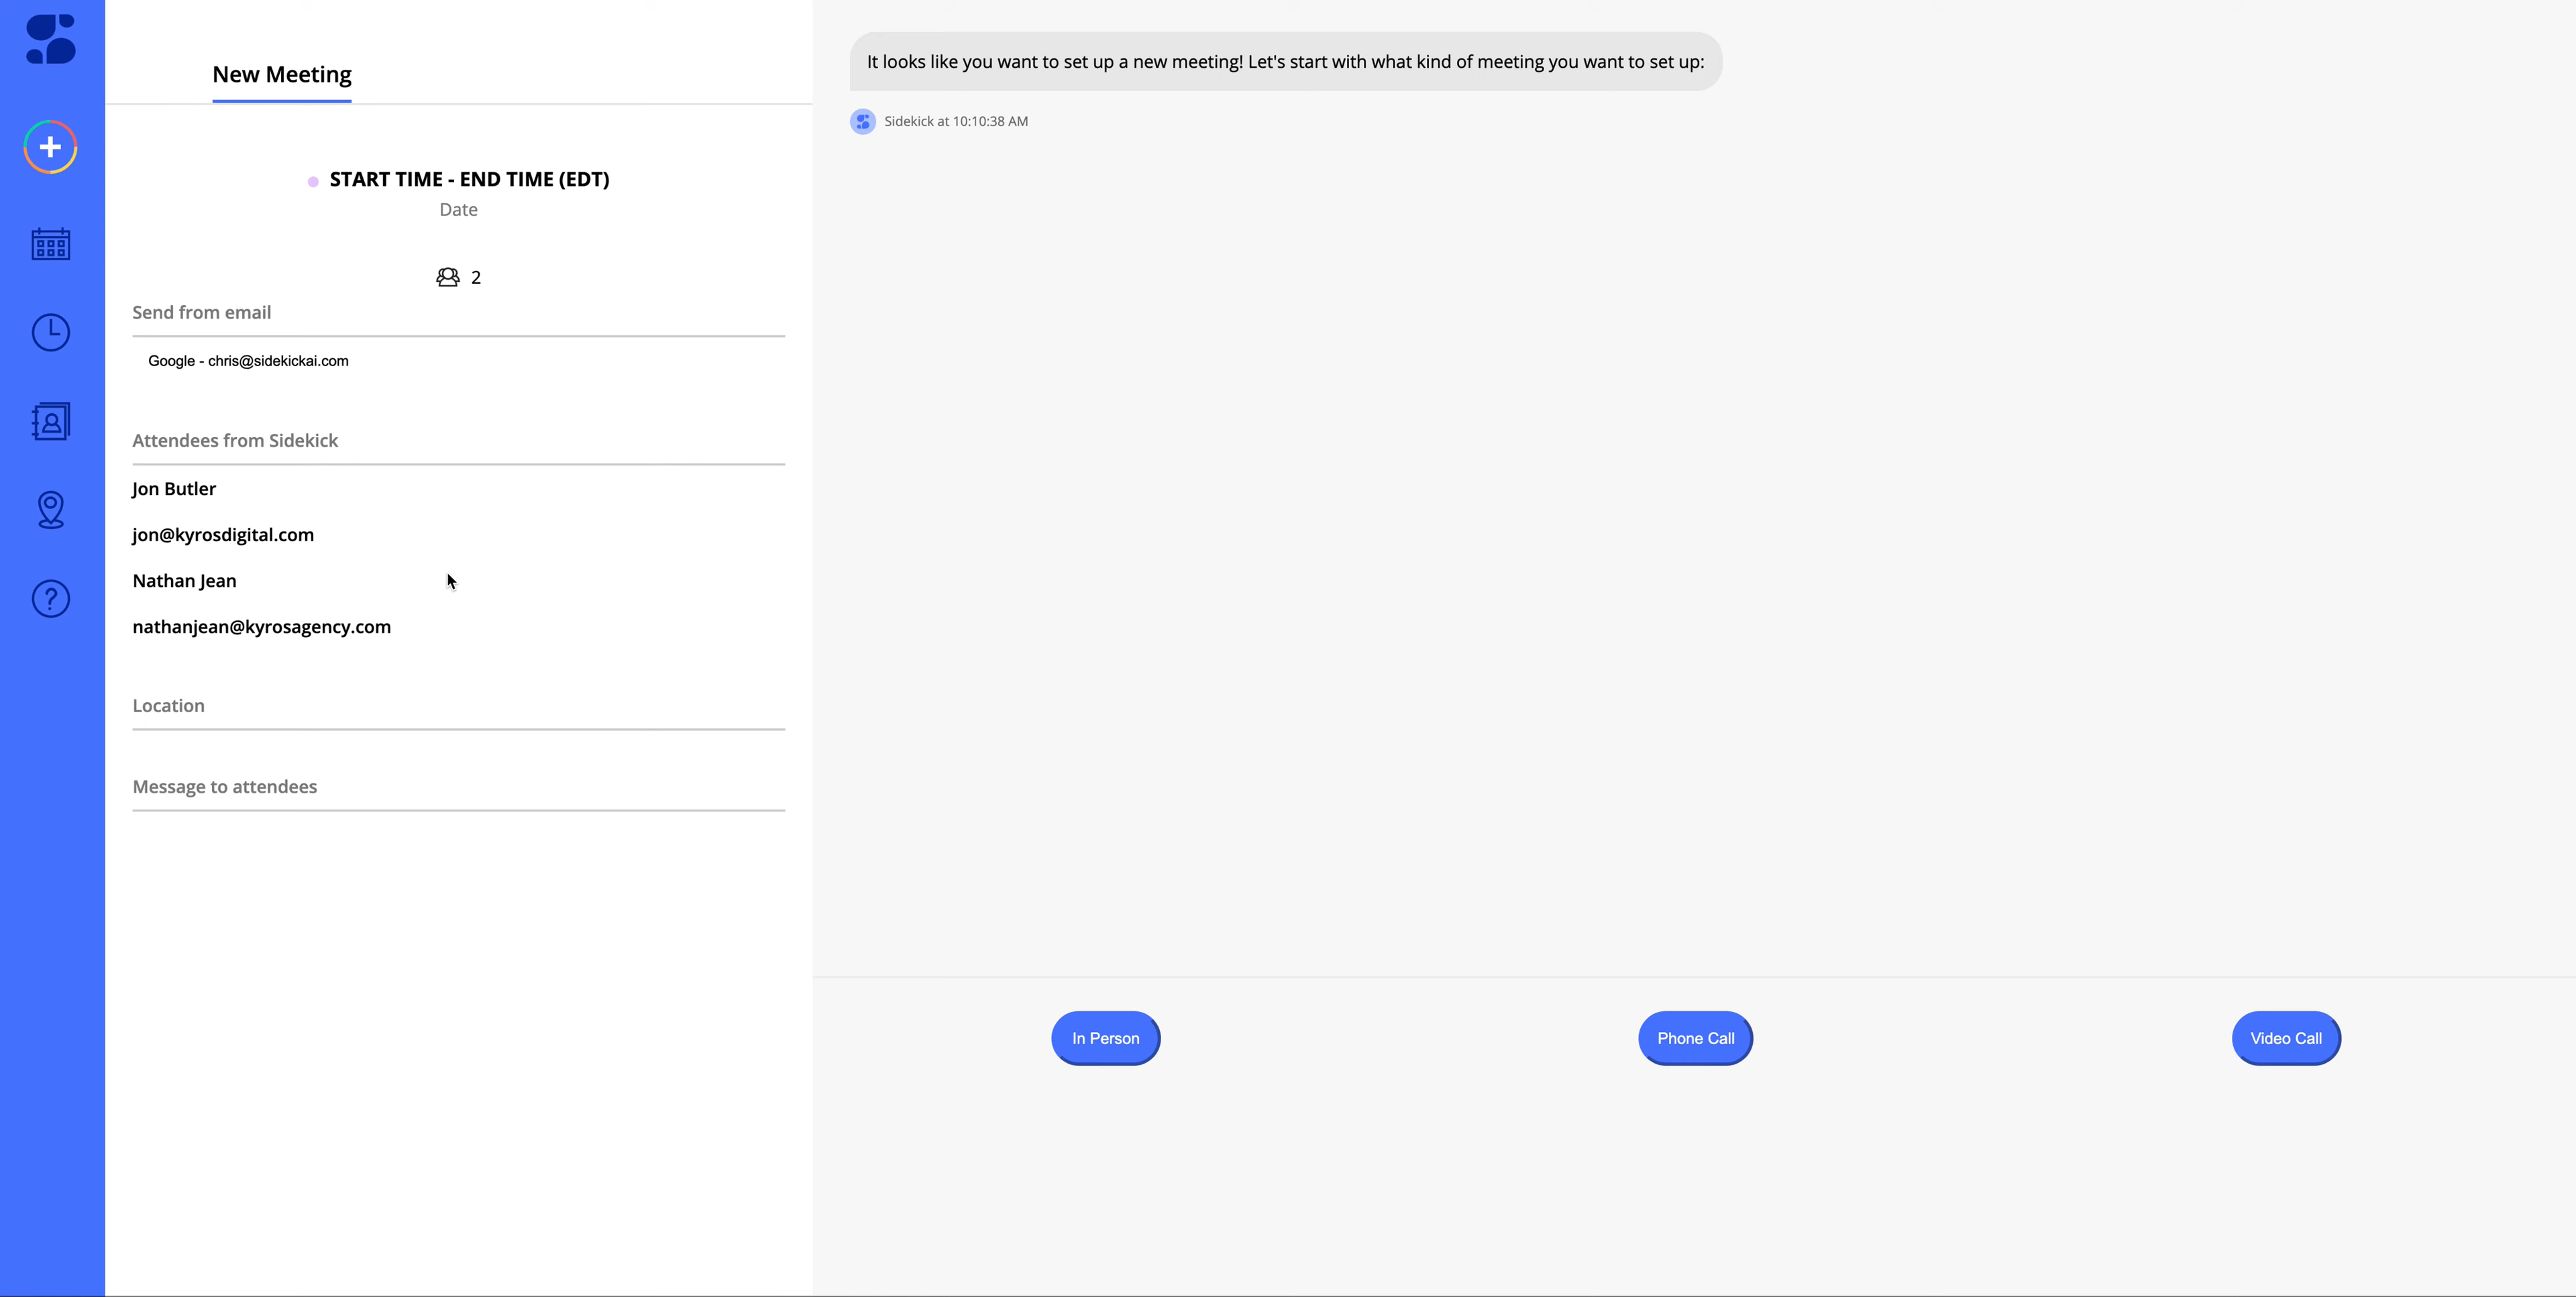 New Meeting
START TIME - END TIME (EDT)
Date
2
Send from email
Google - chris@sidekickai.com
Attendees from Sidekick
Jon Butler
jon@kyrosdigital.com
Nathan Jean
nathanjean@kyrosagency.com
Location
Message to attendees
It looks like you want to set up a new meeting! Let's start with what kind of meeting you want to set up:
Sidekick at 10:10:38 AM
In Person
Phone Call
Video Call